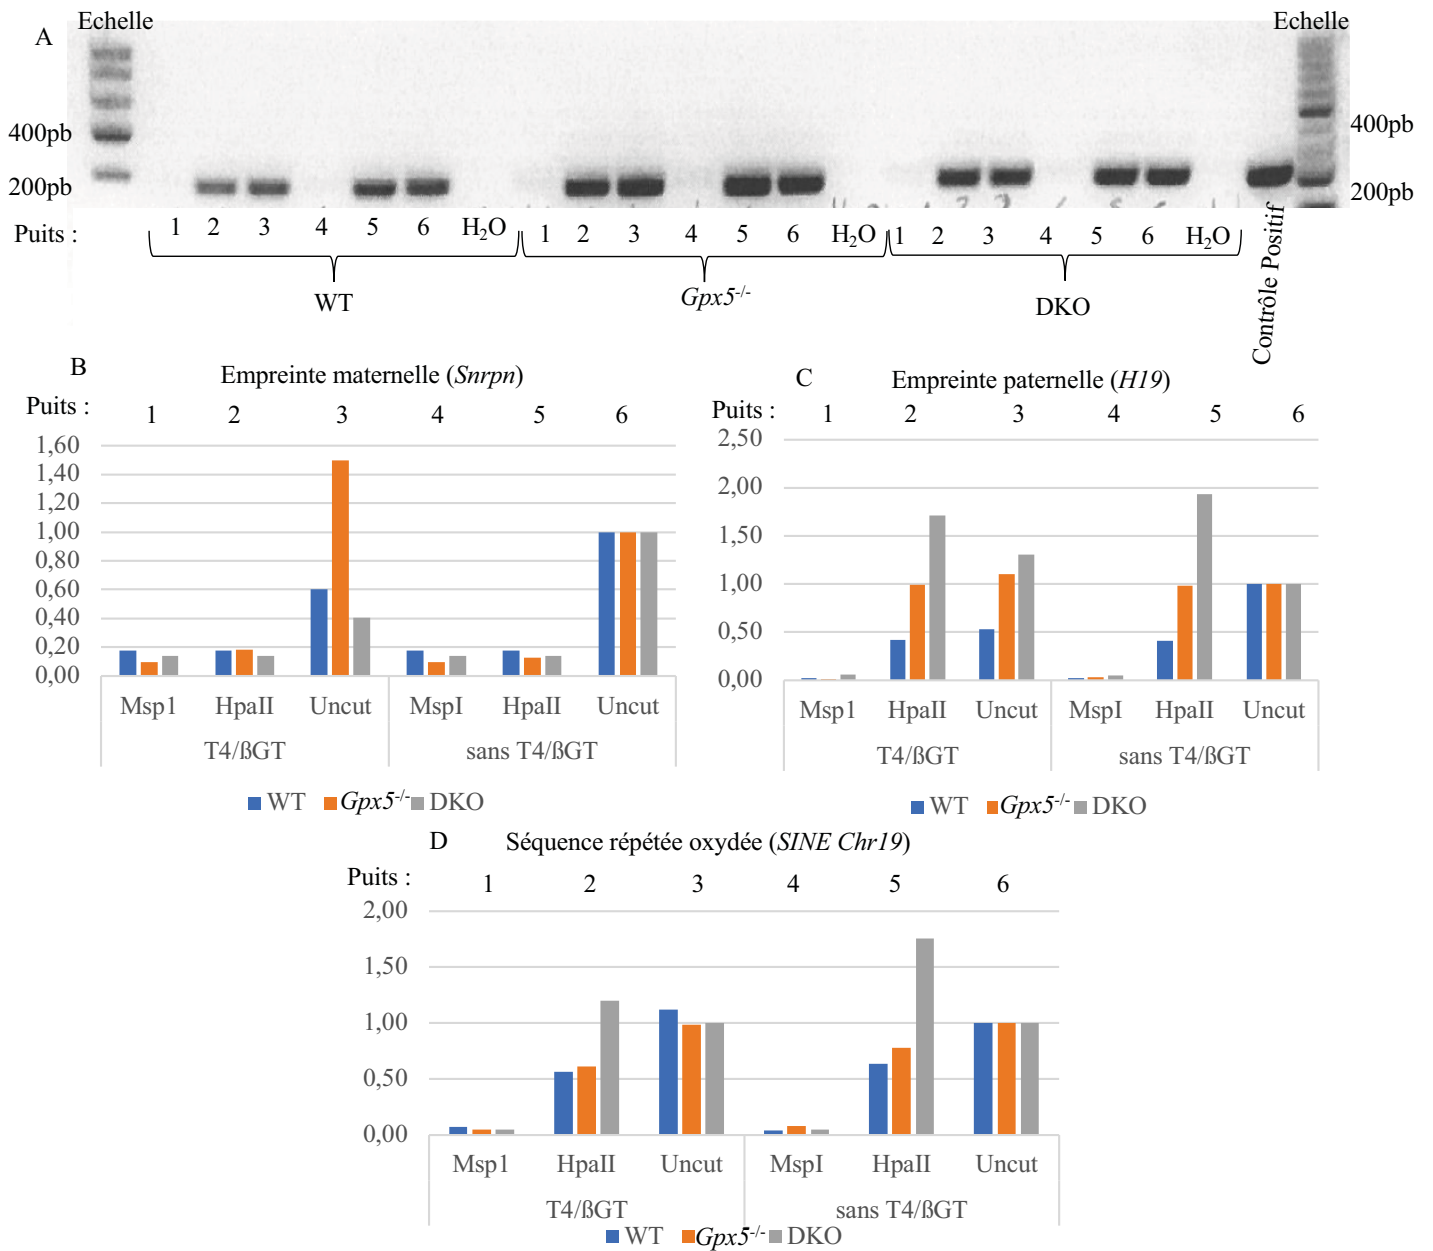 Echelle Echelle
A
400pb 400pb
200pb 200pb
Puits : 1 2 3 4 5 6 H₂O 1 2 3 4 5 6 H₂O 1 2 3 4 5 6 H₂O
WT Gpx5-/- DKO Contrôle Positif
B Empreinte maternelle (Snrpn)
Puits : 1 2 3 4 5 6
1,60
1,40
1,20
1,00
0,80
0,60
0,40
0,20
0,00
Msp1 HpaII Uncut MspI HpaII Uncut
T4/ßGT sans T4/ßGT
WT Gpx5-/- DKO
C Empreinte paternelle (H19)
Puits : 1 2 3 4 5 6
2,50
2,00
1,50
1,00
0,50
0,00
Msp1 HpaII Uncut MspI HpaII Uncut
T4/ßGT sans T4/ßGT
WT Gpx5-/- DKO
D Séquence répétée oxydée (SINE Chr19)
Puits : 1 2 3 4 5 6
2,00
1,50
1,00
0,50
0,00
Msp1 HpaII Uncut MspI HpaII Uncut
T4/ßGT sans T4/ßGT
WT Gpx5-/- DKO